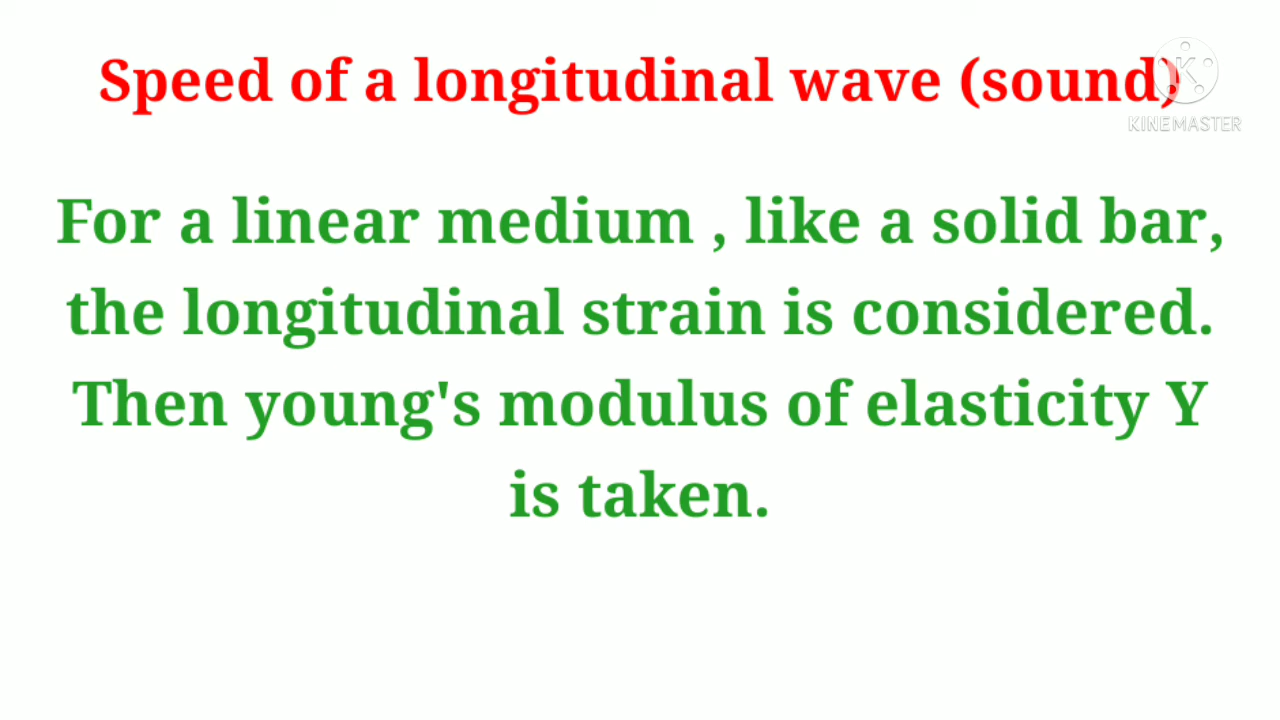 Speed of a longitudinal wave (sound)
KINEMASTER
For a linear medium , like a solid bar,
the longitudinal strain is considered.
Then young's modulus of elasticity Y
is taken.